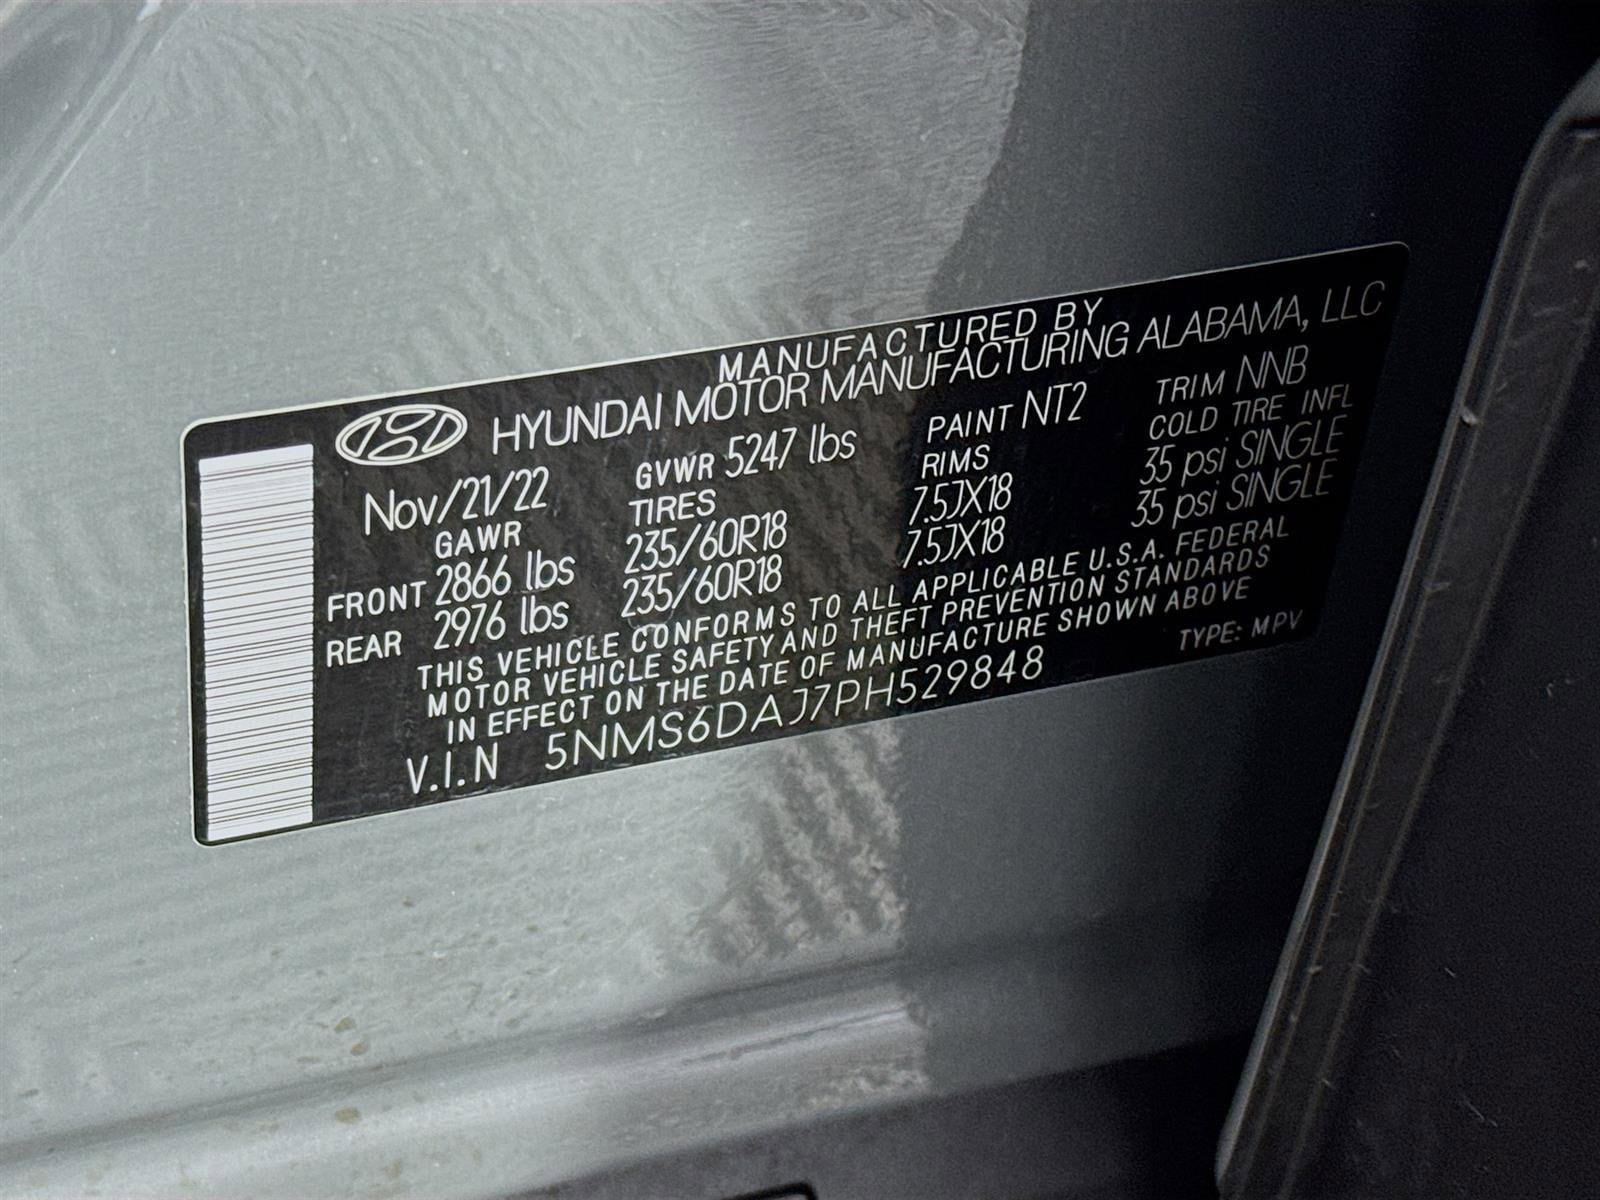 MANUFACTURED BY
HYUNDAI MOTOR MANUFACTURING ALABAMA, LLC
Nov/21/22 GVWR 5247 lbs PAINT NT2 TRIM NNB
GAWR TIRES RIMS COLD TIRE INFL
FRONT 2866 lbs 235/60R18 7.5JX18 35 psi SINGLE
REAR 2976 lbs 235/60R18 7.5JX18 35 psi SINGLE
THIS VEHICLE CONFORMS TO ALL APPLICABLE U.S.A. FEDERAL
MOTOR VEHICLE SAFETY AND THEFT PREVENTION STANDARDS
IN EFFECT ON THE DATE OF MANUFACTURE SHOWN ABOVE
V.I.N 5NMS6DAJ7PH529848 TYPE: MPV